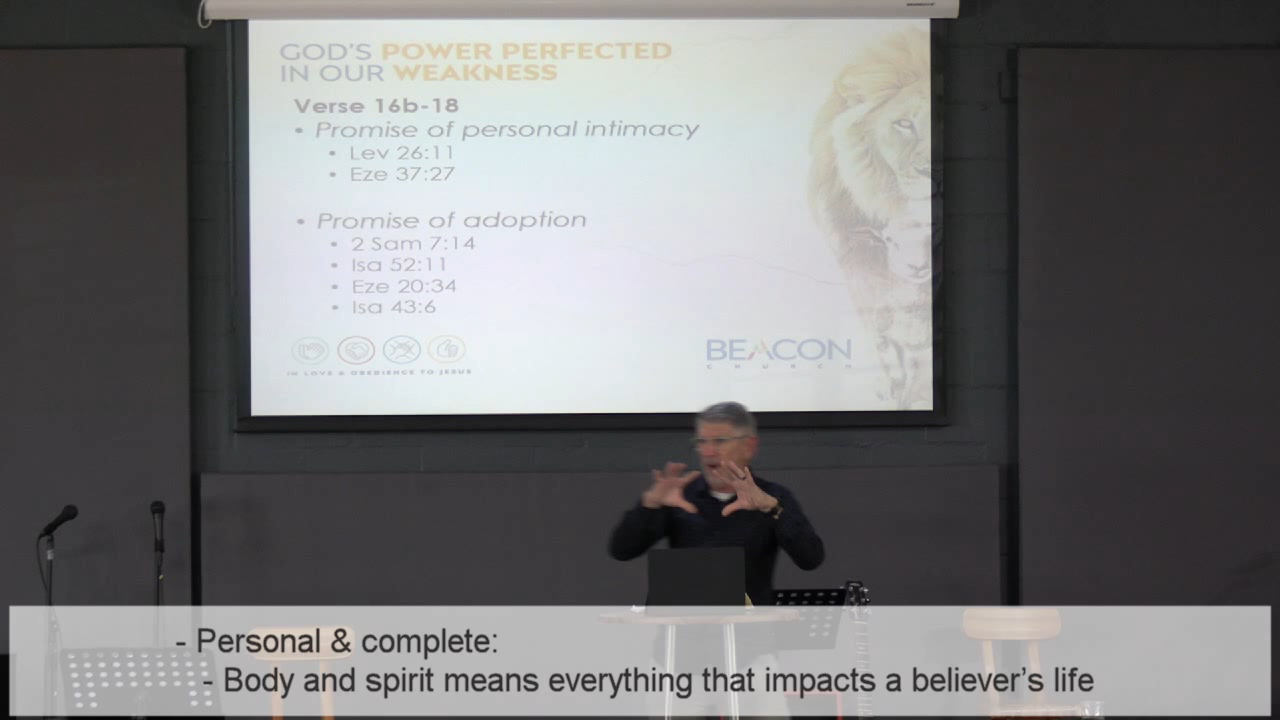 GOD'S POWER PERFECTED
IN OUR WEAKNESS
Verse 16b-18
• Promise of personal intimacy
• Lev 26:11
• Eze 37:27
• Promise of adoption
• 2 Sam 7:14
• Isa 52:11
• Eze 20:34
• Isa 43:6
IN LOVE & OBEDIENCE TO JESUS
BEACON
CHURCH
- Personal & complete:
- Body and spirit means everything that impacts a believer's life